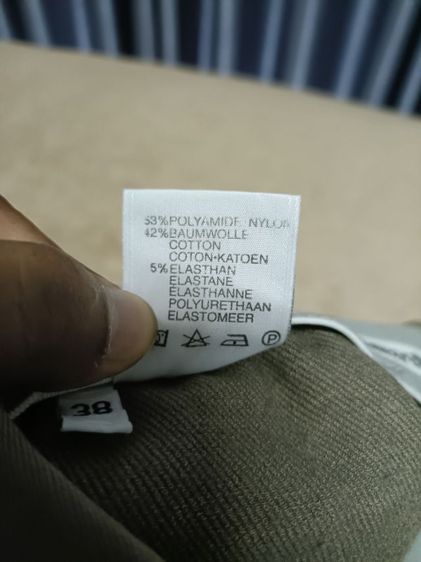 53%POLYAMIDE NYLON
42%BAUMWOLLE
COTTON
COTON·KATOEN
5%ELASTHAN
ELASTANE
ELASTHANNE
POLYURETHAAN
ELASTOMEER
P
38